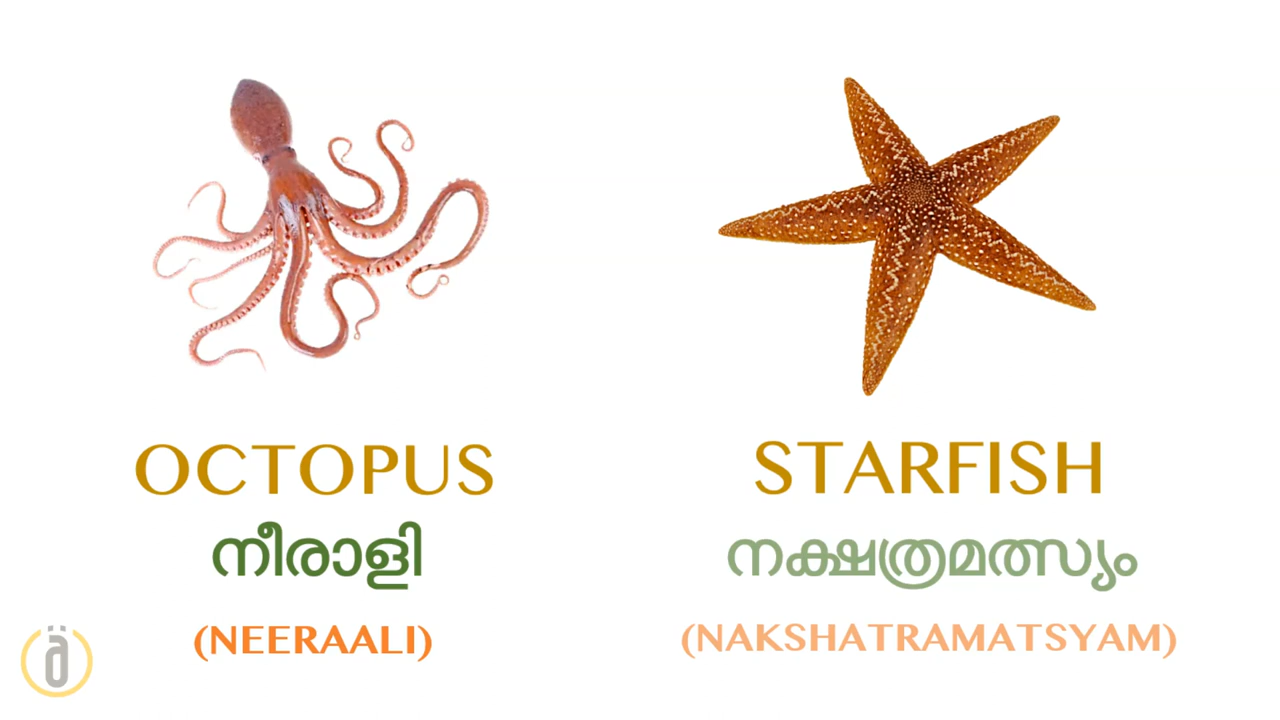 OCTOPUS
നീരാളി
(NEERAALI)
STARFISH
നക്ഷത്രമത്സ്യം
(NAKSHATRAMATSYAM)
ä